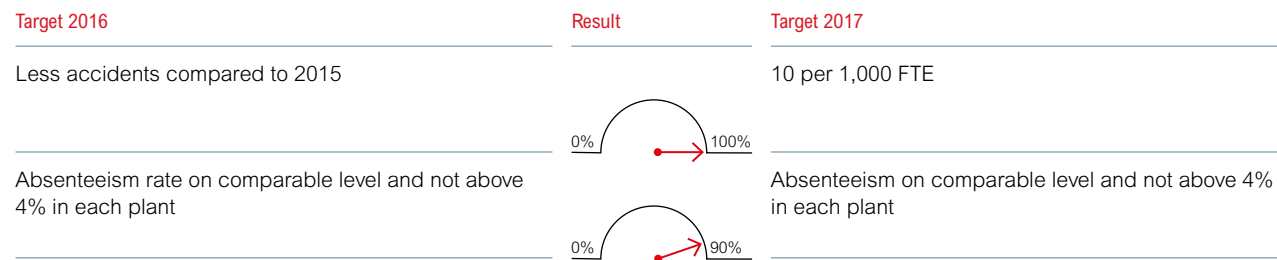 Target 2016
Result
Target 2017
Less accidents compared to 2015
10 per 1,000 FTE
0%
100%
Absenteeism rate on comparable level and not above
4% in each plant
Absenteeism on comparable level and not above 4%
in each plant
0%
90%